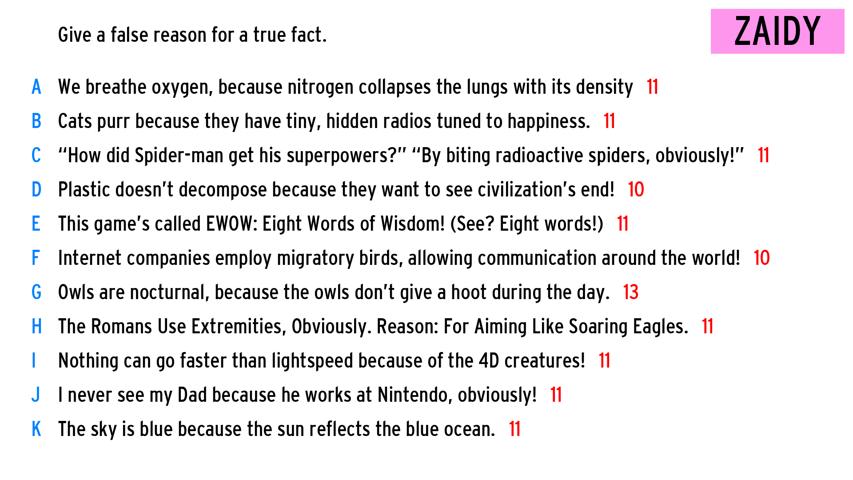 Give a false reason for a true fact.
ZAIDY
A We breathe oxygen, because nitrogen collapses the lungs with its density 11
B Cats purr because they have tiny, hidden radios tuned to happiness. 11
C “How did Spider-man get his superpowers?” “By biting radioactive spiders, obviously!” 11
D Plastic doesn’t decompose because they want to see civilization’s end! 10
E This game’s called EWOW: Eight Words of Wisdom! (See? Eight words!) 11
F Internet companies employ migratory birds, allowing communication around the world! 10
G Owls are nocturnal, because the owls don’t give a hoot during the day. 13
H The Romans Use Extremities, Obviously. Reason: For Aiming Like Soaring Eagles. 11
I Nothing can go faster than lightspeed because of the 4D creatures! 11
J I never see my Dad because he works at Nintendo, obviously! 11
K The sky is blue because the sun reflects the blue ocean. 11